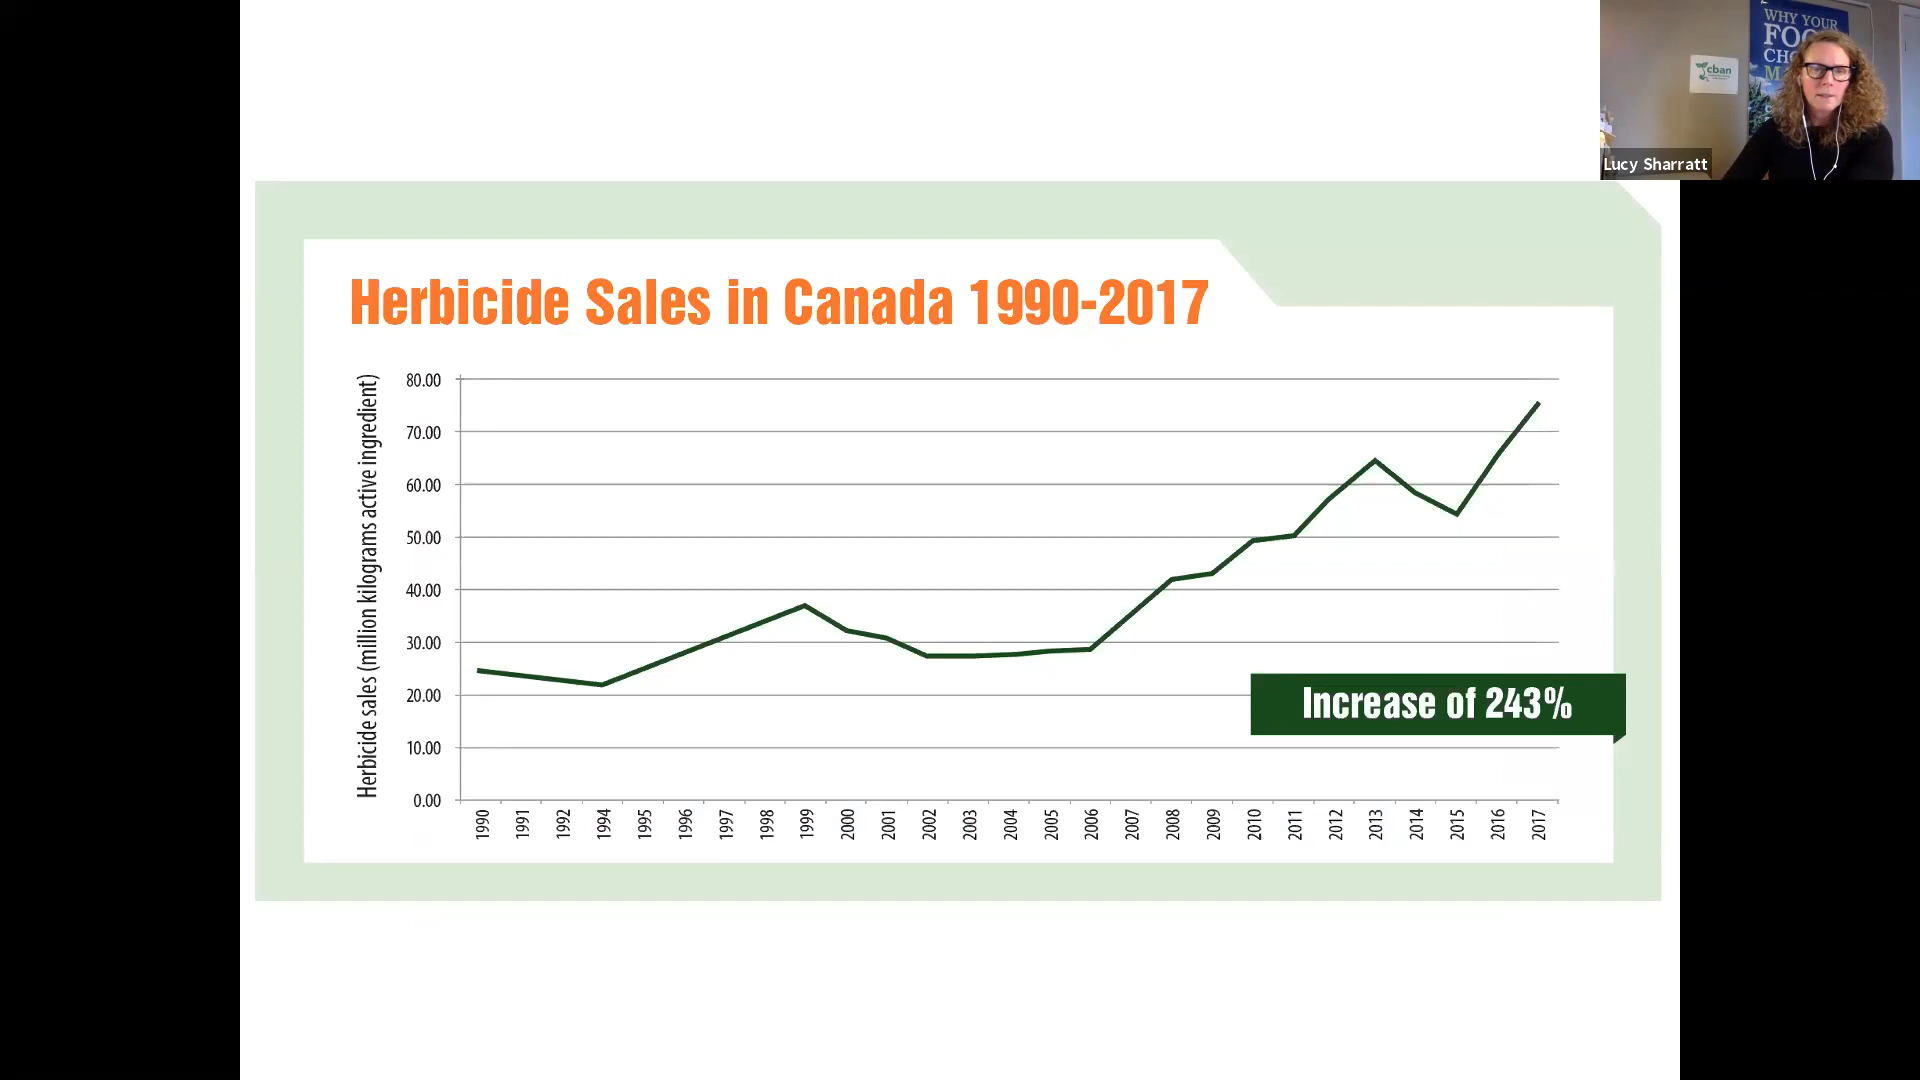 WHY YOUR
cban
Lucy Sharratt
Herbicide Sales in Canada 1990-2017
Herbicide sales (million kilograms active ingredient)
80.00
70.00
60.00
50.00
40.00
30.00
20.00
10.00
0.00
Increase of 243%
1990 1991 1992 1994 1995 1996 1997 1998 1999 2000 2001 2002 2003 2004 2005 2006 2007 2008 2009 2010 2011 2012 2013 2014 2015 2016 2017